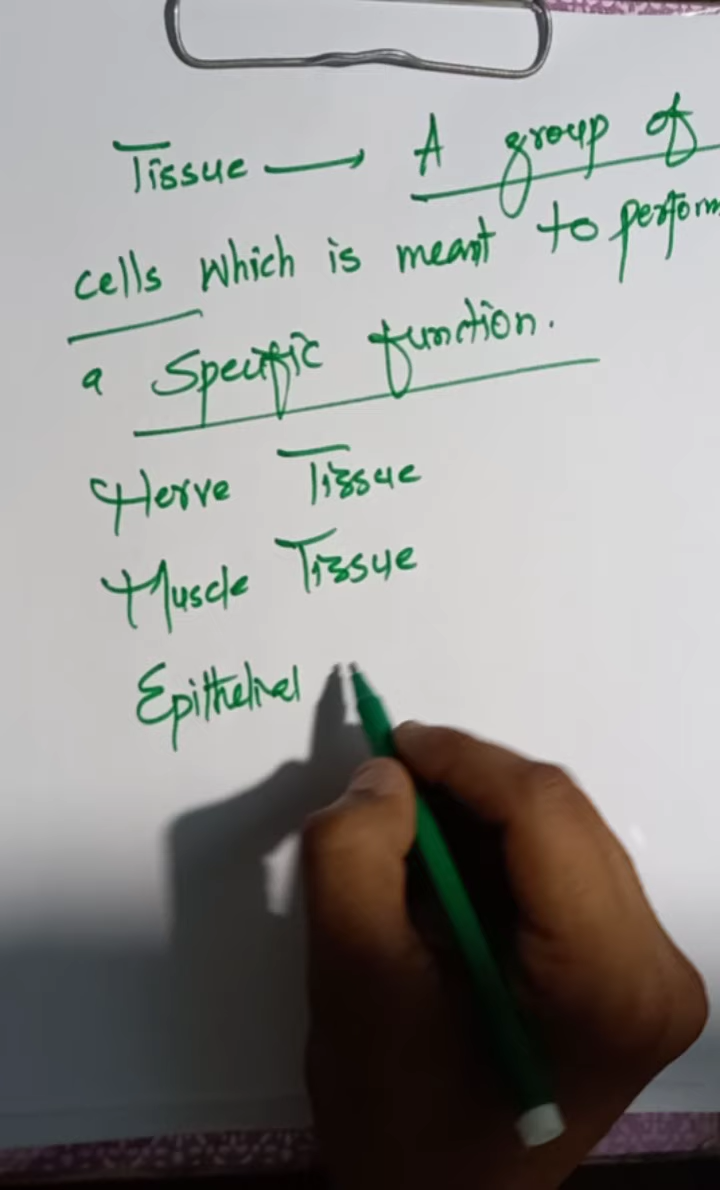 Tissue → A group of
cells which is meant to perform
a Specific function.
Nerve Tissue
Muscle Tissue
Epithelial